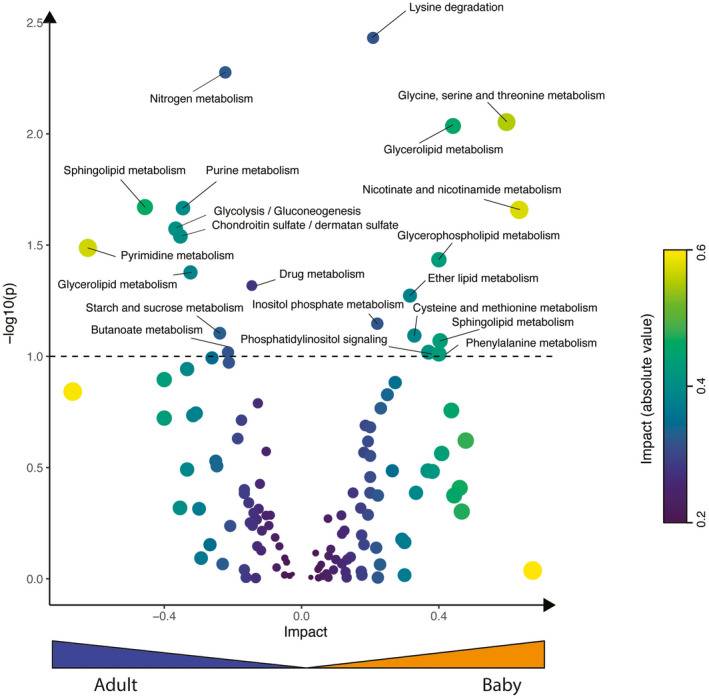 2.5
Lysine degradation
Nitrogen metabolism
Glycine, serine and threonine metabolism
2.0
Glycerolipid metabolism
Sphingolipid metabolism
Purine metabolism
Nicotinate and nicotinamide metabolism
Glycolysis / Gluconeogenesis
Chondroitin sulfate / dermatan sulfate
Glycerophospholipid metabolism
1.5
Pyrimidine metabolism
Glycerolipid metabolism
Drug metabolism
Ether lipid metabolism
Starch and sucrose metabolism
Inositol phosphate metabolism
Cysteine and methionine metabolism
Butanoate metabolism
Sphingolipid metabolism
Phosphatidylinositol signaling
Phenylalanine metabolism
1.0
0.5
0.0
−log10(p)
−0.4
0.0
0.4
Impact
Adult
Baby
0.6
0.4
0.2
Impact (absolute value)